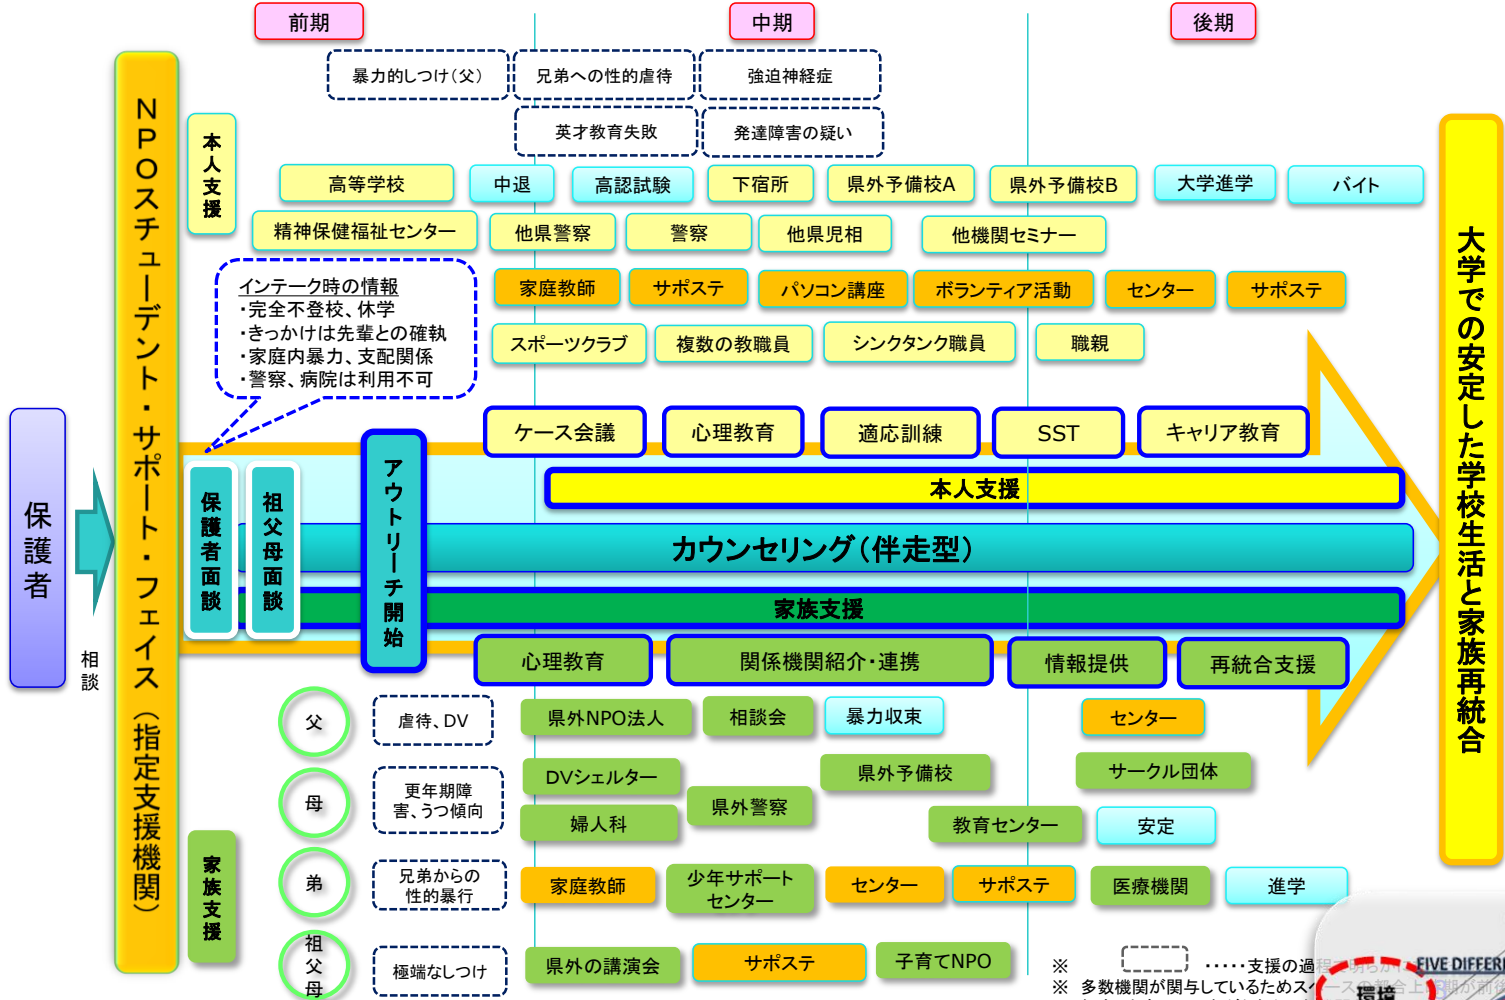 前期
中期
後期
暴力的しつけ（父）
兄弟への性的虐待
強迫神経症
英才教育失敗
発達障害の疑い
NPOスチューデント・サポート・フェイス（指定支援機関）
本人支援
高等学校
中退
高認試験
下宿所
県外予備校A
県外予備校B
大学進学
バイト
精神保健福祉センター
他県警察
警察
他県児相
他機関セミナー
インテーク時の情報
・完全不登校、休学
・きっかけは先輩との確執
・家庭内暴力、支配関係
・警察、病院は利用不可
家庭教師
サポステ
パソコン講座
ボランティア活動
センター
サポステ
スポーツクラブ
複数の教職員
シンクタンク職員
職親
保護者
相談
ケース会議
心理教育
適応訓練
SST
キャリア教育
保護者面談
祖父母面談
アウトリーチ開始
本人支援
カウンセリング（伴走型）
家族支援
心理教育
関係機関紹介・連携
情報提供
再統合支援
大学での安定した学校生活と家族再統合
家族支援
父
虐待、DV
県外NPO法人
相談会
暴力収束
センター
母
更年期障
害、うつ傾向
DVシェルター
婦人科
県外警察
県外予備校
教育センター
サークル団体
安定
弟
兄弟からの
性的暴行
家庭教師
少年サポート
センター
センター
サポステ
医療機関
進学
祖
父
母
極端なしつけ
県外の講演会
サポステ
子育てNPO
※ ・・・・・支援の過程で明らかに
※ 多数機関が関与しているためスペースの都合上時期が前後
FIVE DIFFER
環境